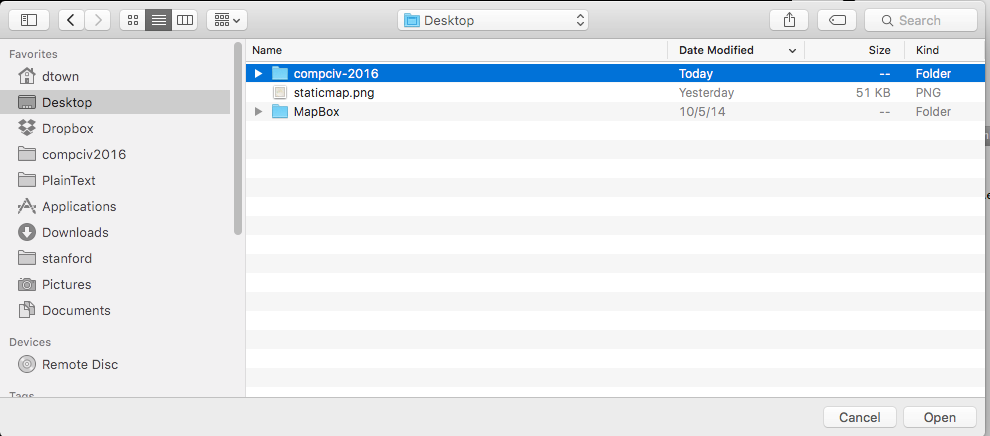 Desktop
Search
Favorites
dtown
Desktop
Dropbox
compciv2016
PlainText
Applications
Downloads
stanford
Pictures
Documents
Devices
Remote Disc
Name Date Modified Size Kind
compciv-2016 Today -- Folder
staticmap.png Yesterday 51 KB PNG
MapBox 10/5/14 -- Folder
Cancel Open